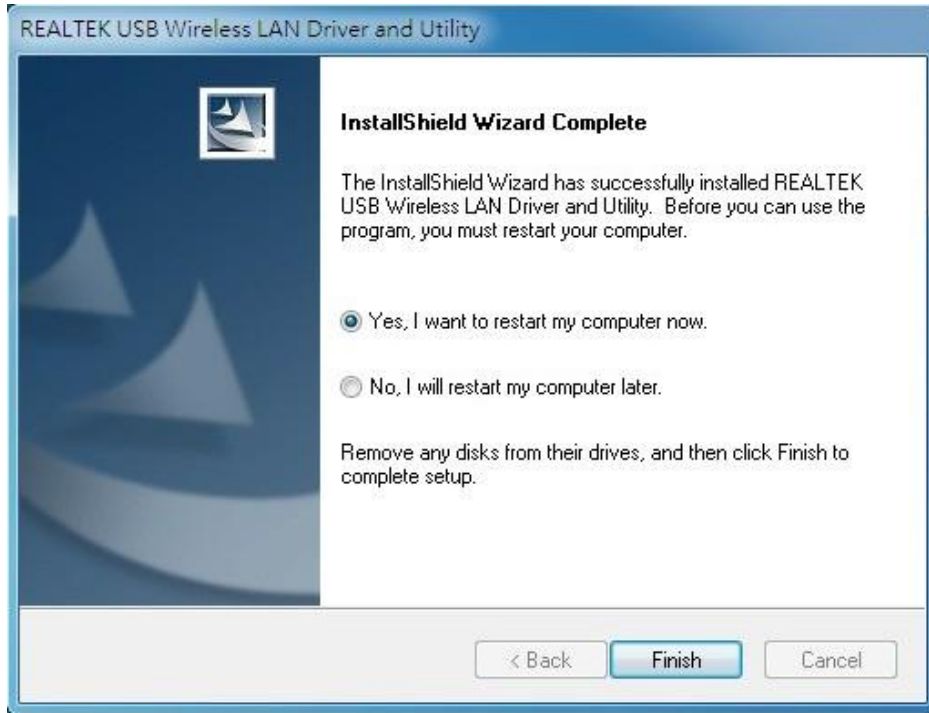 REALTEK USB Wireless LAN Driver and Utility
InstallShield Wizard Complete
The InstallShield Wizard has successfully installed REALTEK
USB Wireless LAN Driver and Utility.  Before you can use the
program, you must restart your computer.
Yes, I want to restart my computer now.
No, I will restart my computer later.
Remove any disks from their drives, and then click Finish to
complete setup.
< Back Finish Cancel